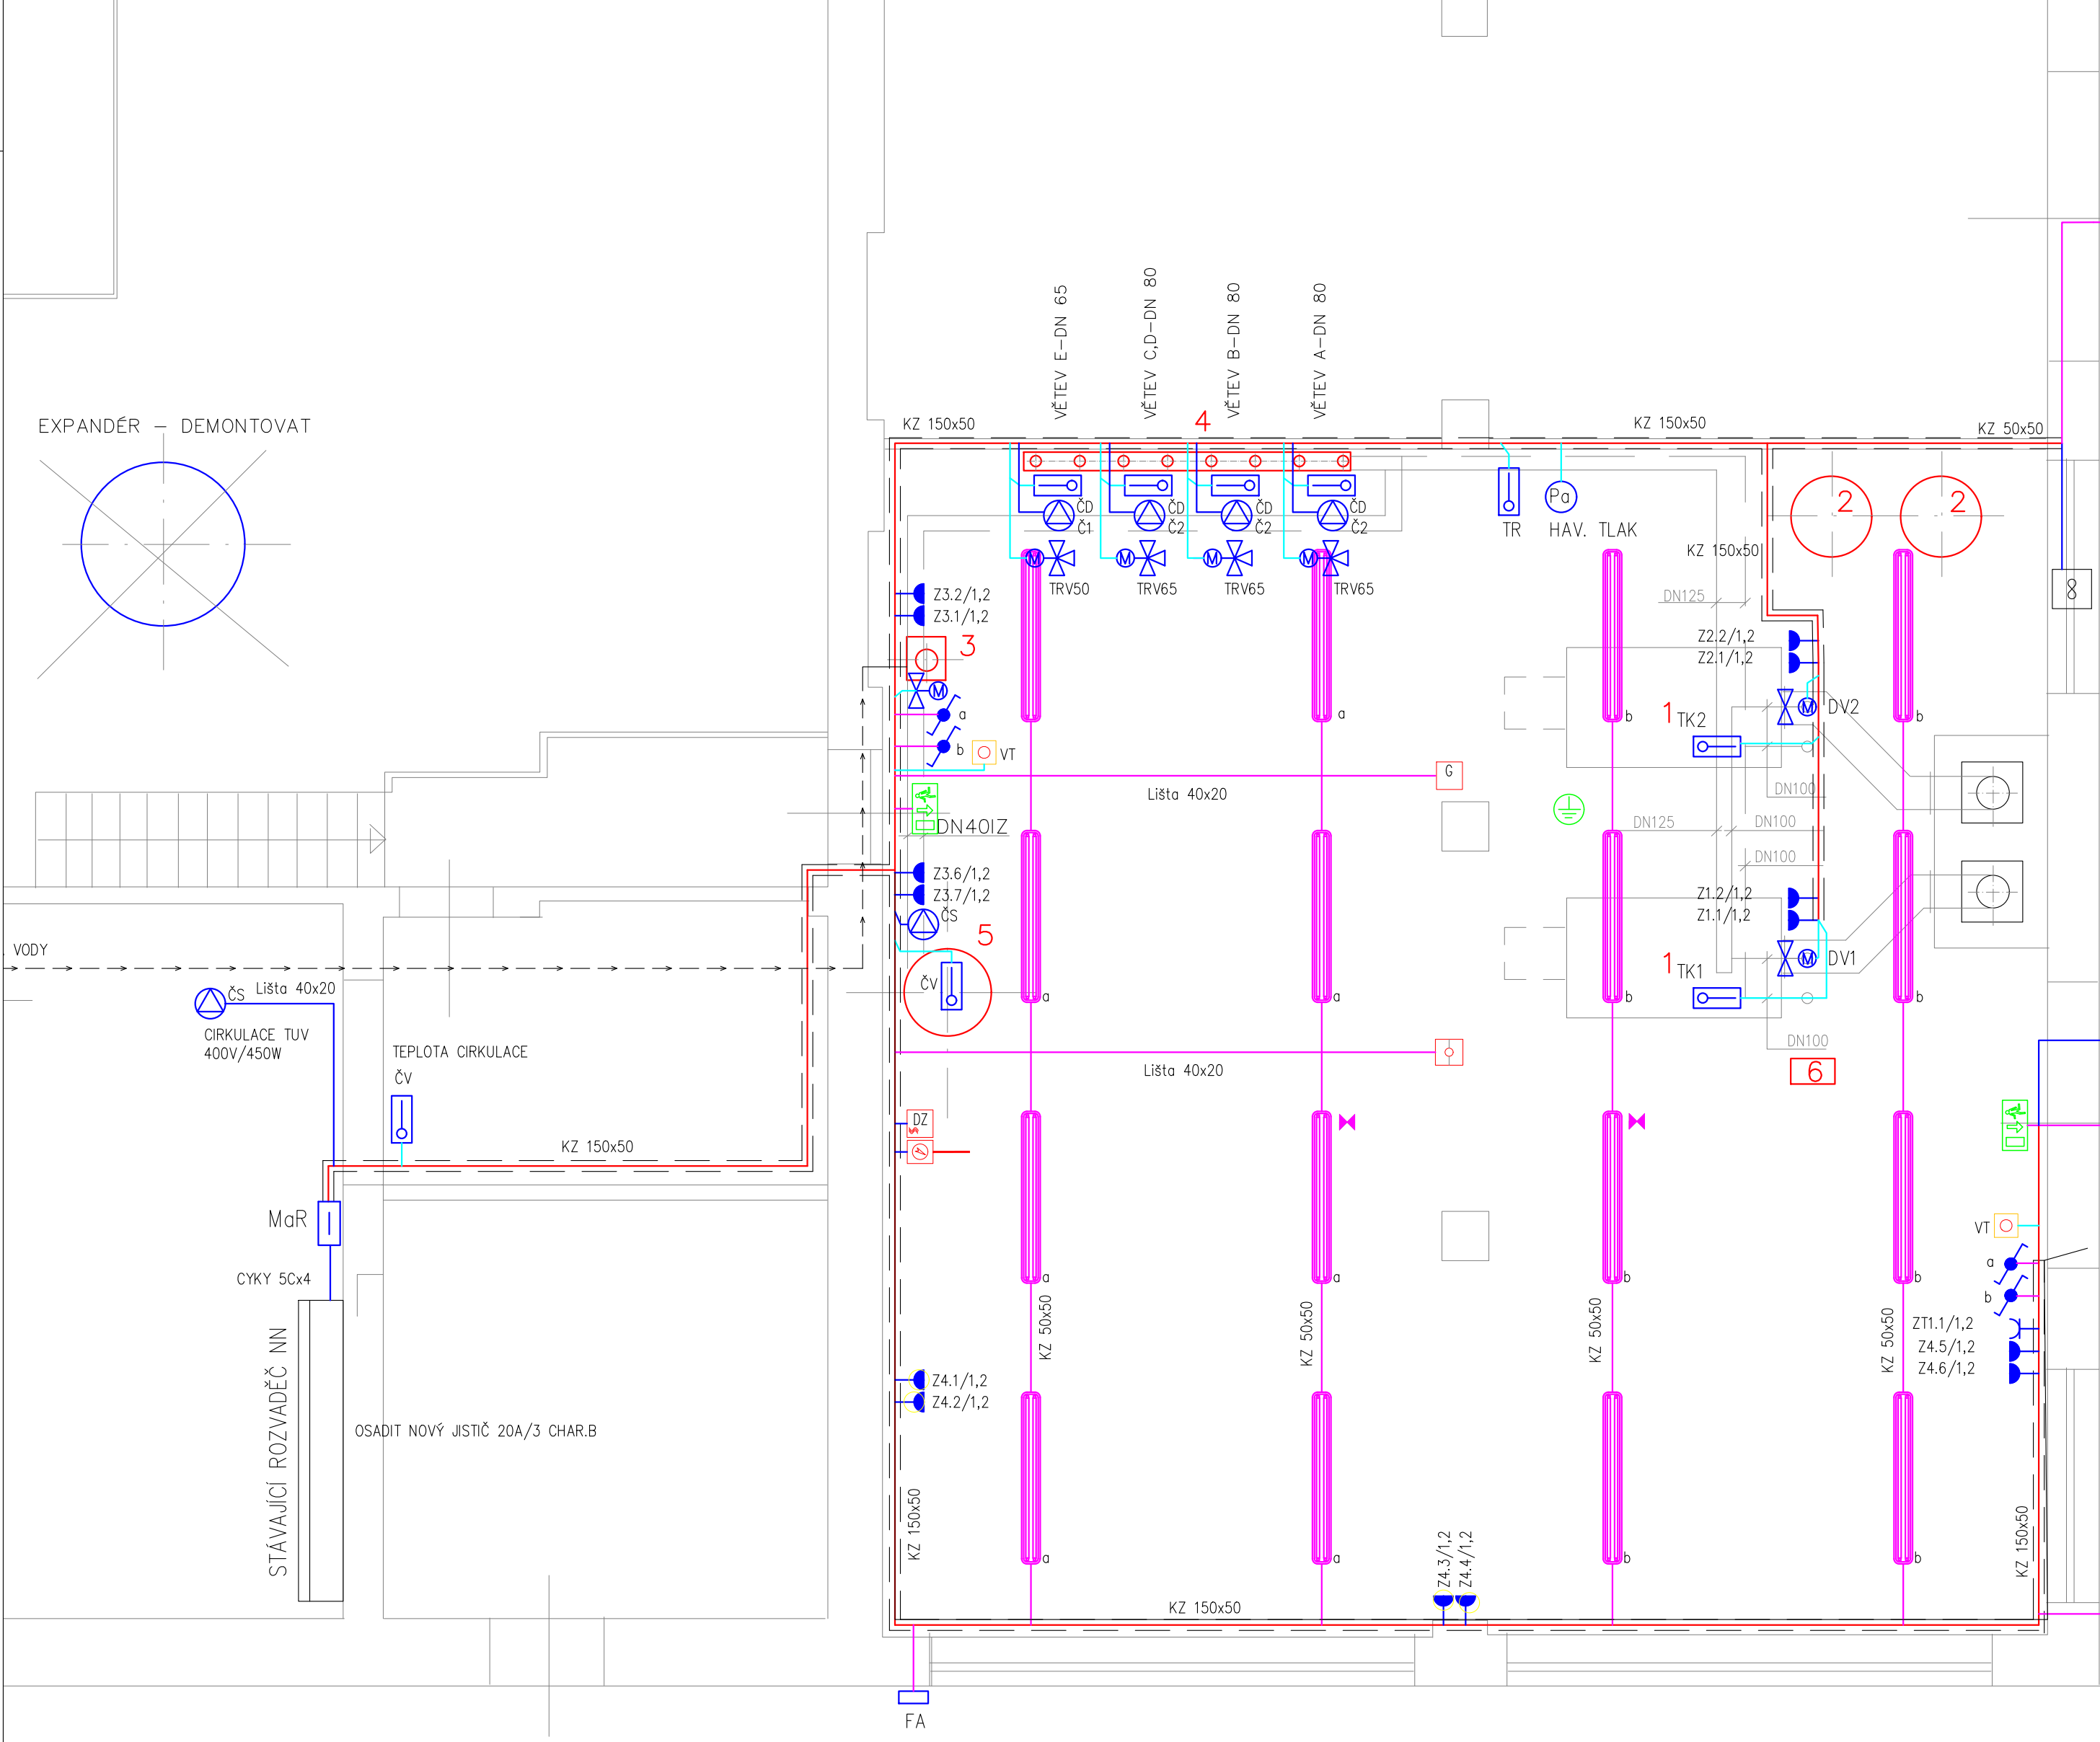 VĚTEV E-DN 65
VĚTEV C,D-DN 80
VĚTEV B-DN 80
VĚTEV A-DN 80
EXPANDÉR – DEMONTOVAT
KZ 150x50
4
KZ 150x50
KZ 50x50
ČD
Č1
ČD
Č2
ČD
Č2
ČD
Č2
Pa
TR
HAV. TLAK
2
2
KZ 150x50
M
M
M
M
TRV50
TRV65
TRV65
TRV65
DN125
8
Z3.2/1,2
Z3.1/1,2
3
Z2.2/1,2
Z2.1/1,2
M
a
b
VT
a
b
b
1
TK2
M
DV2
G
Lišta 40x20
DN100
DN40IZ
DN125
DN100
DN100
Z3.6/1,2
Z3.7/1,2
ČS
5
Z1.2/1,2
Z1.1/1,2
VODY
Lišta 40x20
ČS
ČV
1
TK1
M
DV1
a
a
b
b
CIRKULACE TUV
400V/450W
TEPLOTA CIRKULACE
ČV
DN100
Lišta 40x20
6
DZ
KZ 150x50
MaR
CYKY 5Cx4
VT
a
b
a
a
b
b
ZT1.1/1,2
Z4.5/1,2
Z4.6/1,2
KZ 50x50
KZ 50x50
KZ 50x50
KZ 50x50
Z4.1/1,2
Z4.2/1,2
STÁVAJÍCÍ ROZVADĚČ NN
OSADIT NOVÝ JISTIČ 20A/3 CHAR.B
KZ 150x50
KZ 150x50
a
a
b
b
Z4.3/1,2
Z4.4/1,2
KZ 150x50
FA